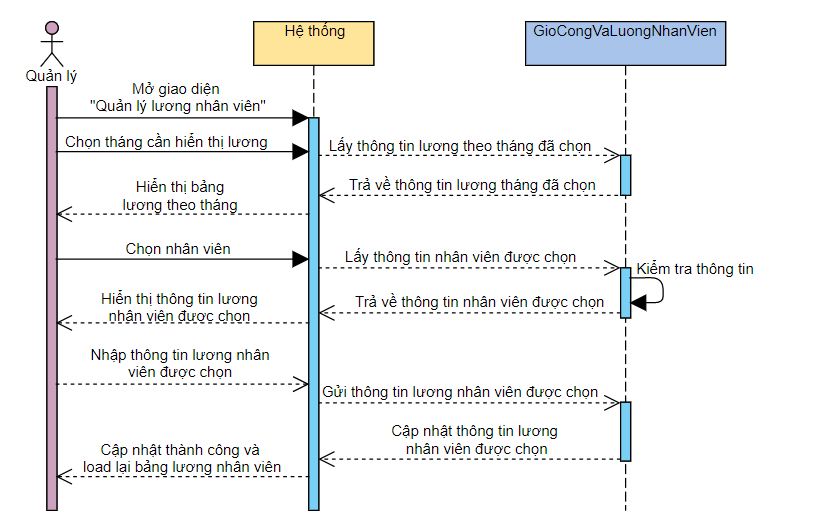 Hệ thống
GioCongVaLuongNhanVien
Quản lý
Mở giao diện
"Quản lý lương nhân viên"
Chọn tháng cần hiển thị lương
Lấy thông tin lương theo tháng đã chọn
Trả về thông tin lương tháng đã chọn
Hiển thị bảng
lương theo tháng
Chọn nhân viên
Lấy thông tin nhân viên được chọn
Kiểm tra thông tin
Trả về thông tin nhân viên được chọn
Hiển thị thông tin lương
nhân viên được chọn
Nhập thông tin lương nhân
viên được chọn
Gửi thông tin lương nhân viên được chọn
Cập nhật thông tin lương
nhân viên được chọn
Cập nhật thành công và
load lại bảng lương nhân viên